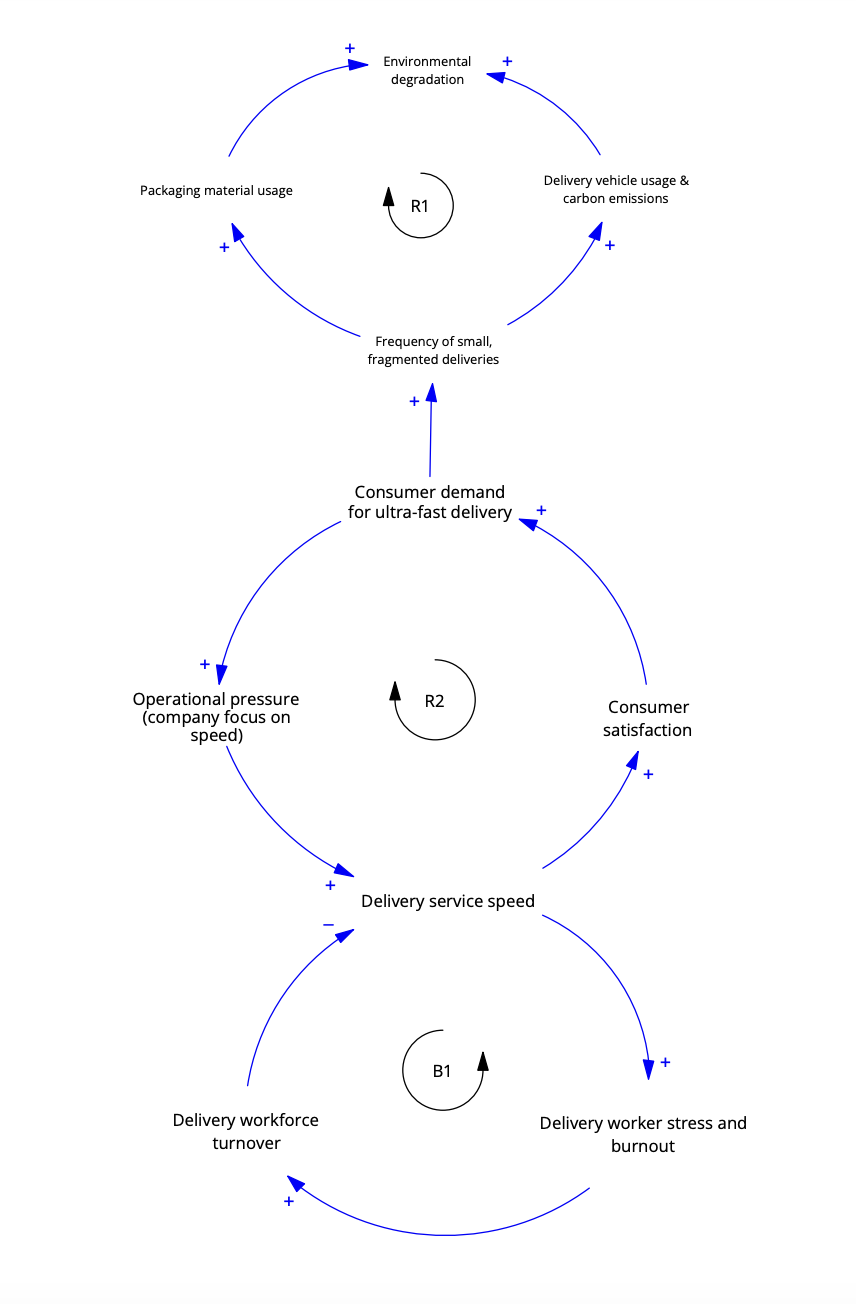 +
Environmental
degradation
+
Packaging material usage
R1
Delivery vehicle usage &
carbon emissions
+
+
Frequency of small,
fragmented deliveries
+
Consumer demand
for ultra-fast delivery
+
+
Operational pressure
(company focus on
speed)
R2
Consumer
satisfaction
+
+
Delivery service speed
–
B1
+
Delivery workforce
turnover
Delivery worker stress and
burnout
+